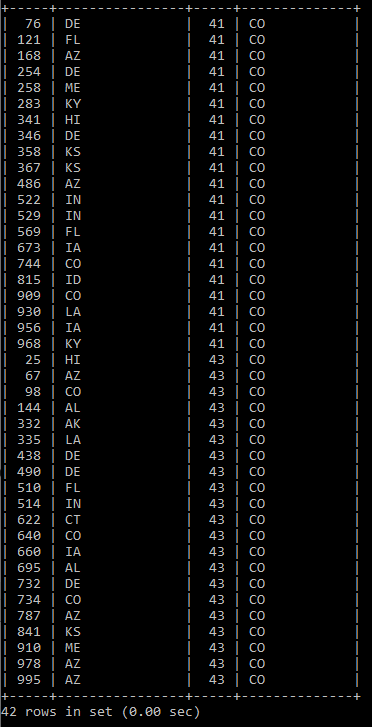 +-----+----------------+-----+--------------+
|  76 | DE             |  41 | CO           |
| 121 | FL             |  41 | CO           |
| 168 | AZ             |  41 | CO           |
| 254 | DE             |  41 | CO           |
| 258 | ME             |  41 | CO           |
| 283 | KY             |  41 | CO           |
| 341 | HI             |  41 | CO           |
| 346 | DE             |  41 | CO           |
| 358 | KS             |  41 | CO           |
| 367 | KS             |  41 | CO           |
| 486 | AZ             |  41 | CO           |
| 522 | IN             |  41 | CO           |
| 529 | IN             |  41 | CO           |
| 569 | FL             |  41 | CO           |
| 673 | IA             |  41 | CO           |
| 744 | CO             |  41 | CO           |
| 815 | ID             |  41 | CO           |
| 909 | CO             |  41 | CO           |
| 930 | LA             |  41 | CO           |
| 956 | IA             |  41 | CO           |
| 968 | KY             |  41 | CO           |
|  25 | HI             |  43 | CO           |
|  67 | AZ             |  43 | CO           |
|  98 | CO             |  43 | CO           |
| 144 | AL             |  43 | CO           |
| 332 | AK             |  43 | CO           |
| 335 | LA             |  43 | CO           |
| 438 | DE             |  43 | CO           |
| 490 | DE             |  43 | CO           |
| 510 | FL             |  43 | CO           |
| 514 | IN             |  43 | CO           |
| 622 | CT             |  43 | CO           |
| 640 | CO             |  43 | CO           |
| 660 | IA             |  43 | CO           |
| 695 | AL             |  43 | CO           |
| 732 | DE             |  43 | CO           |
| 734 | CO             |  43 | CO           |
| 787 | AZ             |  43 | CO           |
| 841 | KS             |  43 | CO           |
| 910 | ME             |  43 | CO           |
| 978 | AZ             |  43 | CO           |
| 995 | AZ             |  43 | CO           |
+-----+----------------+-----+--------------+
42 rows in set (0.00 sec)